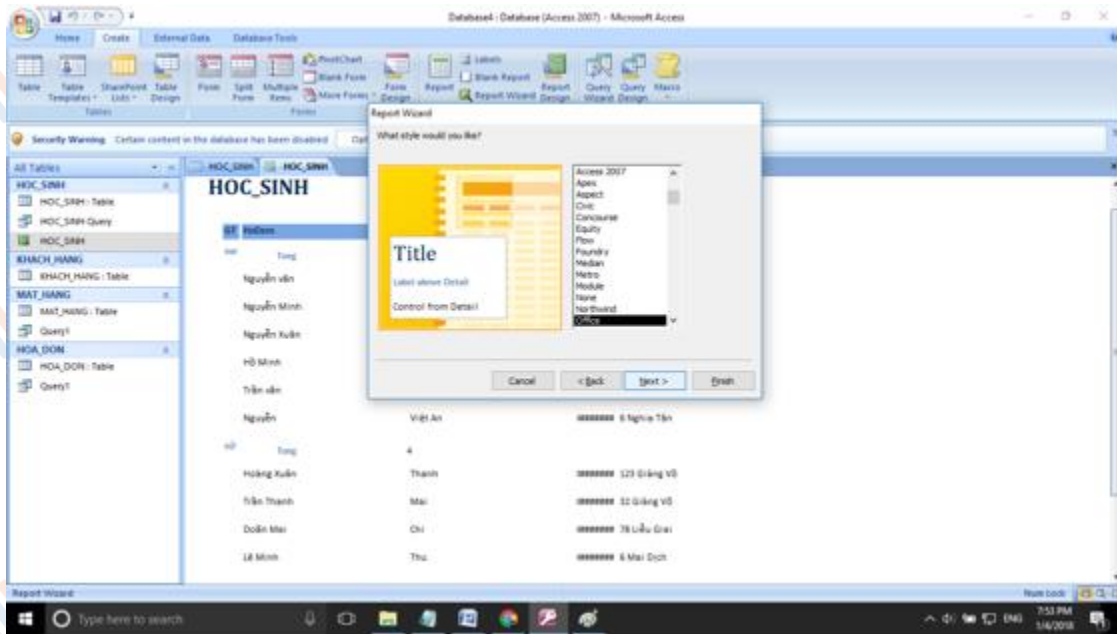 Database4 : Database (Access 2007) - Microsoft Access
Home Create External Data Database Tools
Table
Table Templates
SharePoint Lists
Table Design
Tables
Form
Split Form
Multiple Items
PivotChart
Blank Form
More Forms
Form Design
Forms
Report
Labels
Blank Report
Report Wizard
Report Design
Query Wizard
Query Design
Macro
Security Warning Certain content in the database has been disabled
All Tables
HOC_SINH
HOC_SINH : Table
HOC_SINH Query
HOC_SINH
KHACH_HANG
KHACH_HANG : Table
MAT_HANG
MAT_HANG : Table
Query1
HOA_DON
HOA_DON : Table
Query1
HOC_SINH HOC_SINH
HOC_SINH
GT HoDem
Tong
Nguyễn văn
Nguyễn Minh
Nguyễn Xuân
Hồ Minh
Trần văn
Nguyễn Việt An ######## 6 Nghĩa Tân
nữ Tong 4
Hoàng Xuân Thanh ######## 123 Giảng Võ
Trần Thanh Mai ######## 32 Giảng Võ
Doãn Mai Chi ######## 78 Liễu Giai
Lê Minh Thu ######## 6 Mai Dịch
Report Wizard
What style would you like?
Title
Label above Detail
Control from Detail
Access 2007
Apex
Aspect
Civic
Concourse
Equity
Flow
Foundry
Median
Metro
Module
None
Northwind
Office
Cancel < Back Next > Finish
Report Wizard
Num Lock
Type here to search
ENG
7:53 PM
1/4/2018